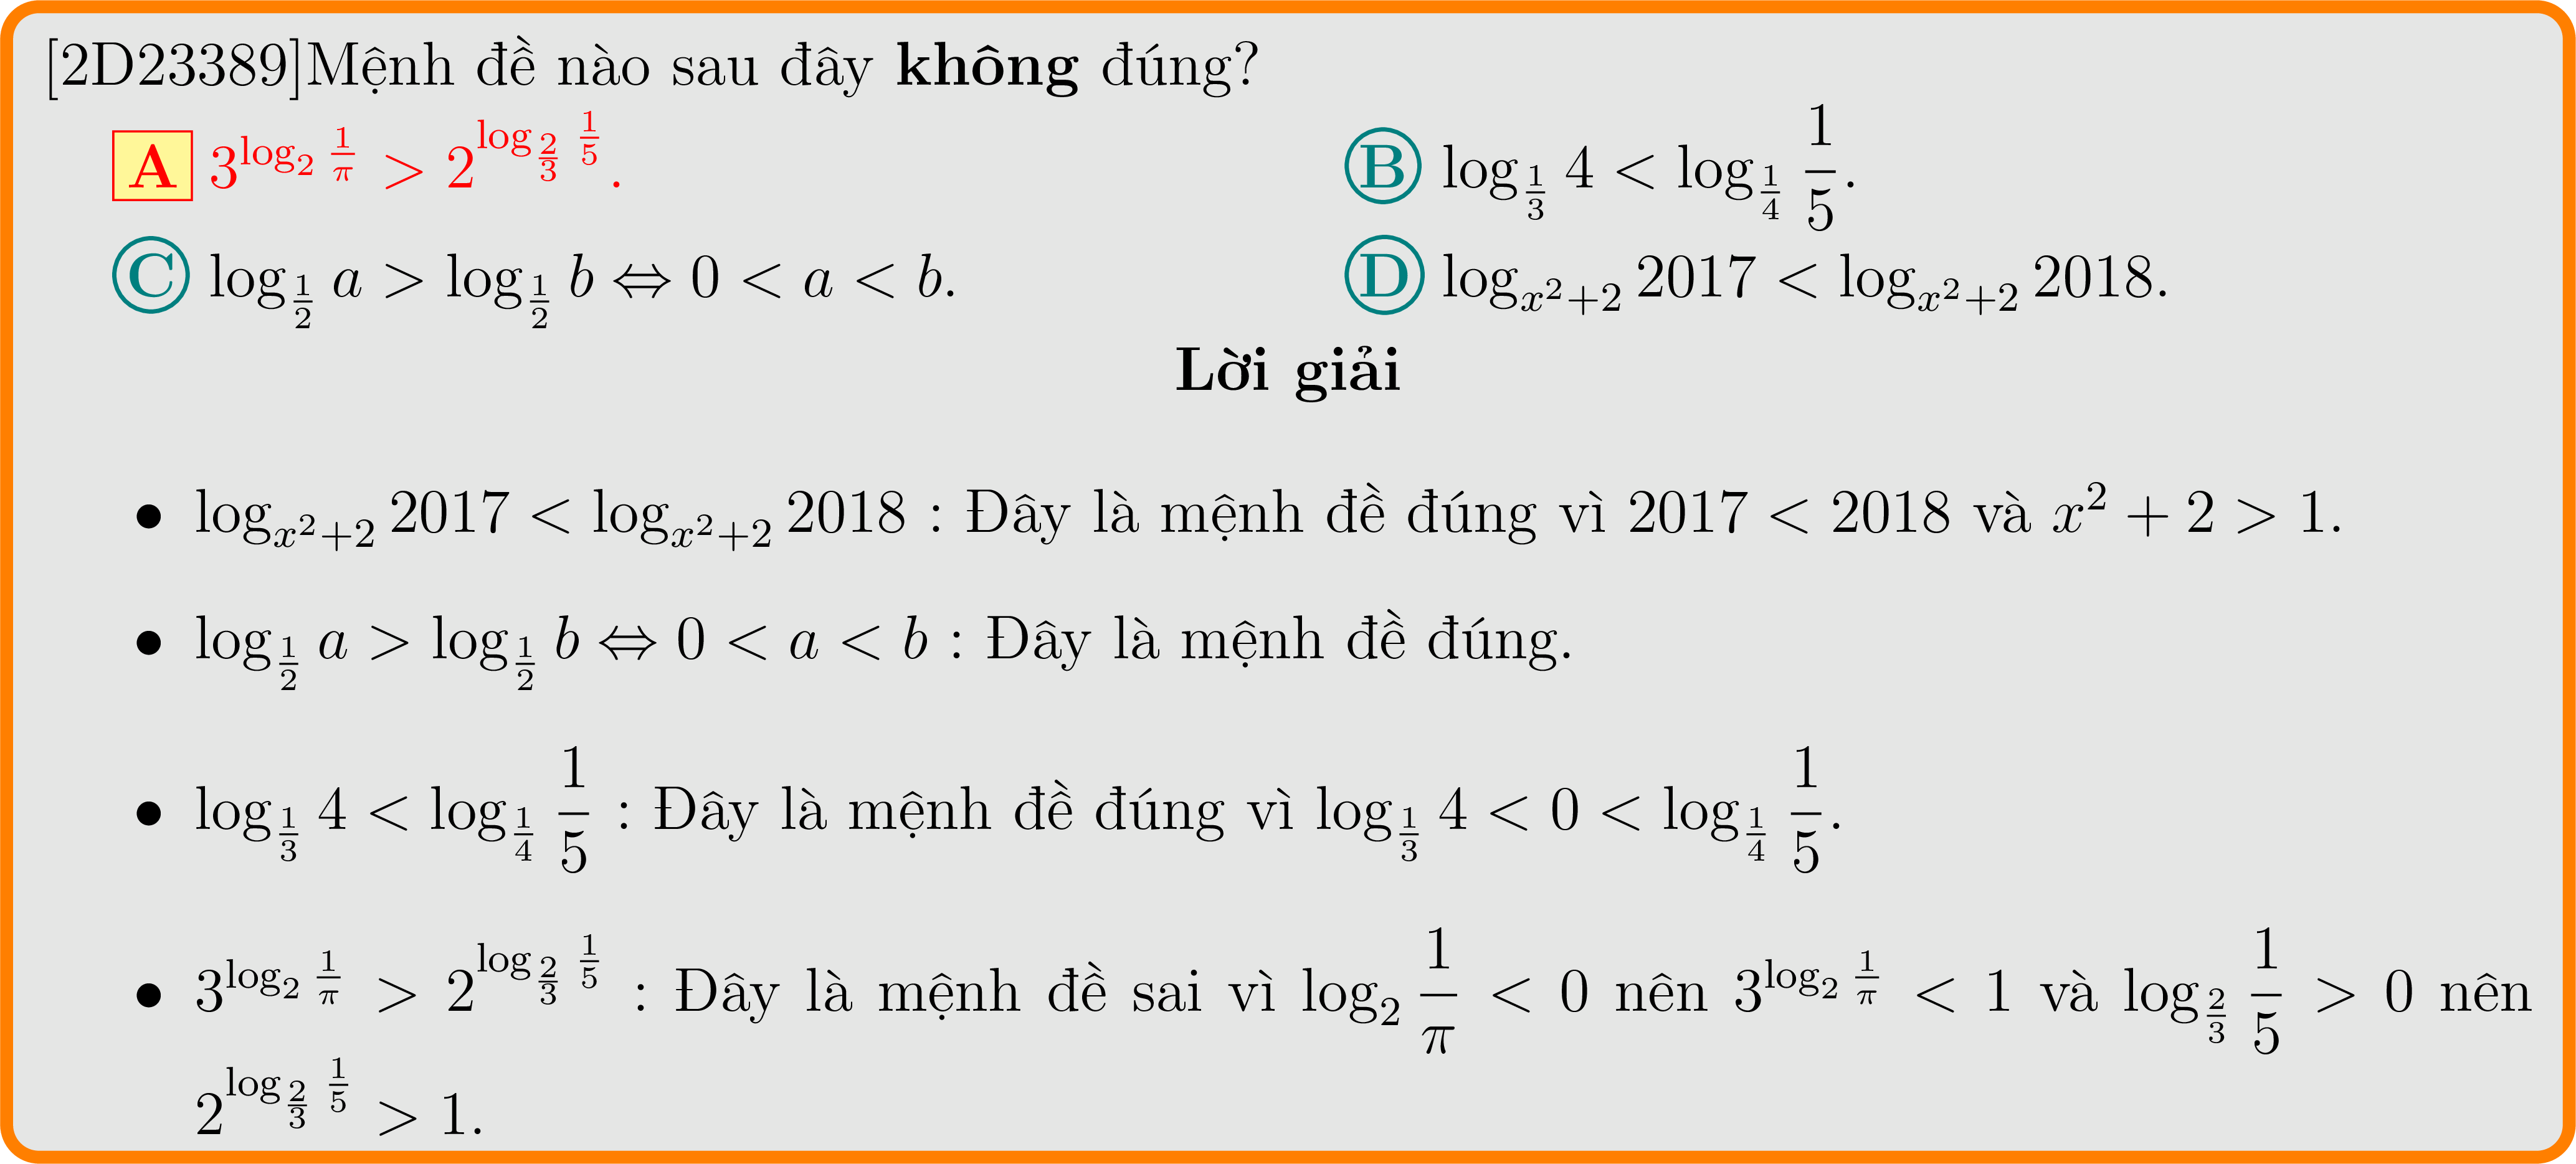 [2D23389]Mệnh đề nào sau đây không đúng?
A $3^{\log_2 \frac{1}{\pi}} > 2^{\log_{\frac{2}{3}} \frac{1}{5}}$. B $\log_{\frac{1}{3}} 4 < \log_{\frac{1}{4}} \frac{1}{5}$.
C $\log_{\frac{1}{2}} a > \log_{\frac{1}{2}} b \Leftrightarrow 0 < a < b$. D $\log_{x^2+2} 2017 < \log_{x^2+2} 2018$.
Lời giải
• $\log_{x^2+2} 2017 < \log_{x^2+2} 2018$ : Đây là mệnh đề đúng vì $2017 < 2018$ và $x^2 + 2 > 1$.
• $\log_{\frac{1}{2}} a > \log_{\frac{1}{2}} b \Leftrightarrow 0 < a < b$ : Đây là mệnh đề đúng.
• $\log_{\frac{1}{3}} 4 < \log_{\frac{1}{4}} \frac{1}{5}$ : Đây là mệnh đề đúng vì $\log_{\frac{1}{3}} 4 < 0 < \log_{\frac{1}{4}} \frac{1}{5}$.
• $3^{\log_2 \frac{1}{\pi}} > 2^{\log_{\frac{2}{3}} \frac{1}{5}}$ : Đây là mệnh đề sai vì $\log_2 \frac{1}{\pi} < 0$ nên $3^{\log_2 \frac{1}{\pi}} < 1$ và $\log_{\frac{2}{3}} \frac{1}{5} > 0$ nên
$2^{\log_{\frac{2}{3}} \frac{1}{5}} > 1$.